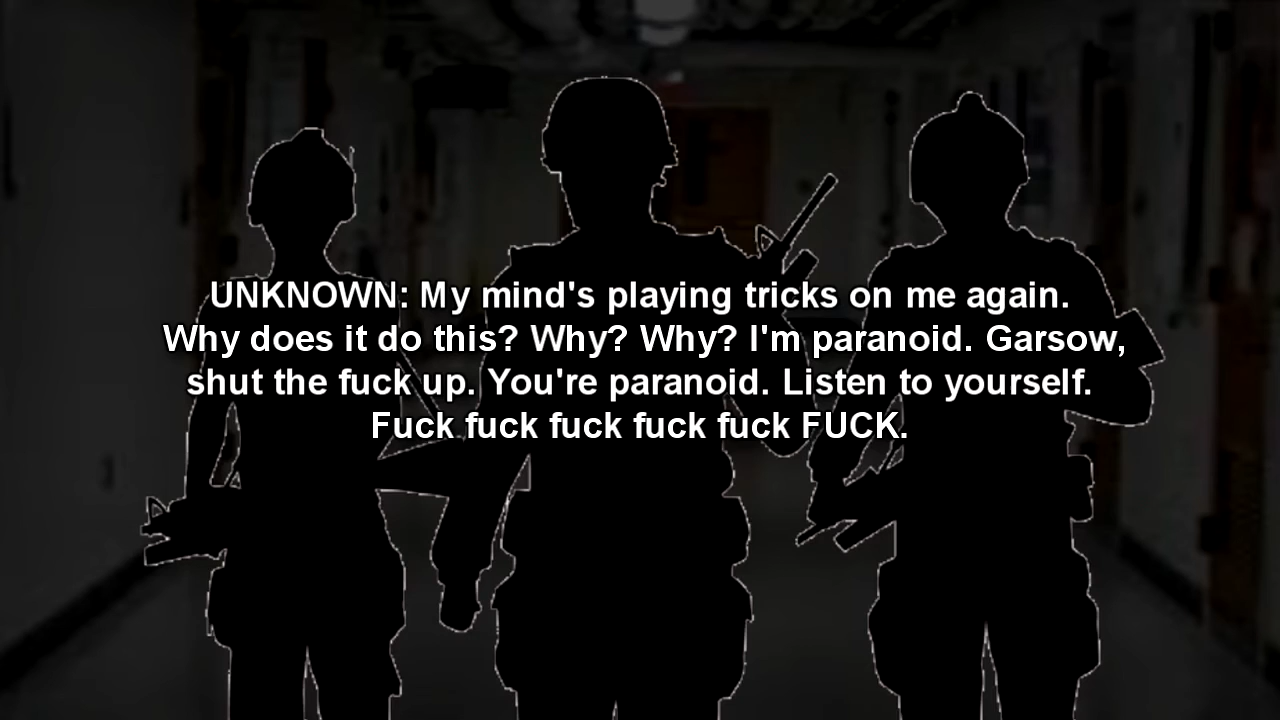 UNKNOWN: My mind's playing tricks on me again.
Why does it do this? Why? Why? I'm paranoid. Garsow,
shut the fuck up. You're paranoid. Listen to yourself.
Fuck fuck fuck fuck fuck FUCK.